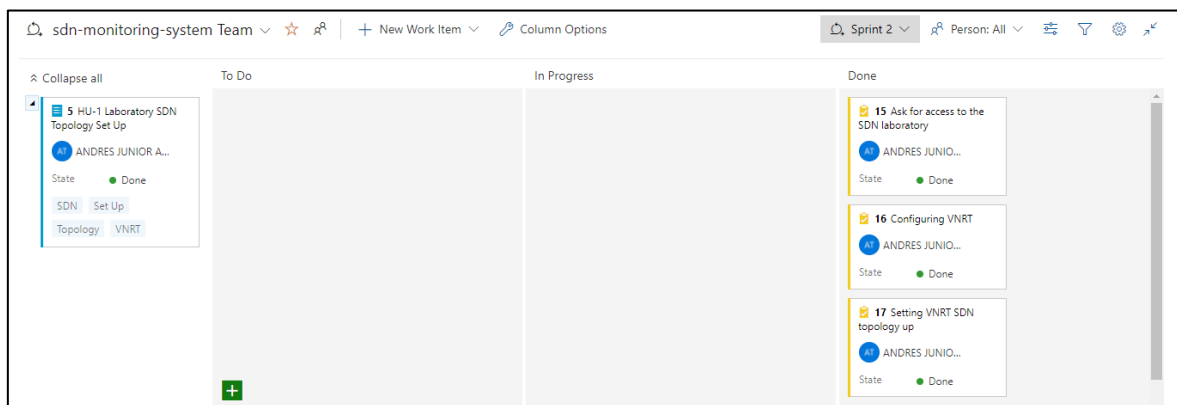 sdn-monitoring-system Team
New Work Item
Column Options
Sprint 2
Person: All
Collapse all
To Do
In Progress
Done
5 HU-1 Laboratory SDN
Topology Set Up
AT ANDRES JUNIOR A...
State Done
SDN Set Up
Topology VNRT
15 Ask for access to the
SDN laboratory
AT ANDRES JUNIO...
State Done
16 Configuring VNRT
AT ANDRES JUNIO...
State Done
17 Setting VNRT SDN
topology up
AT ANDRES JUNIO...
State Done